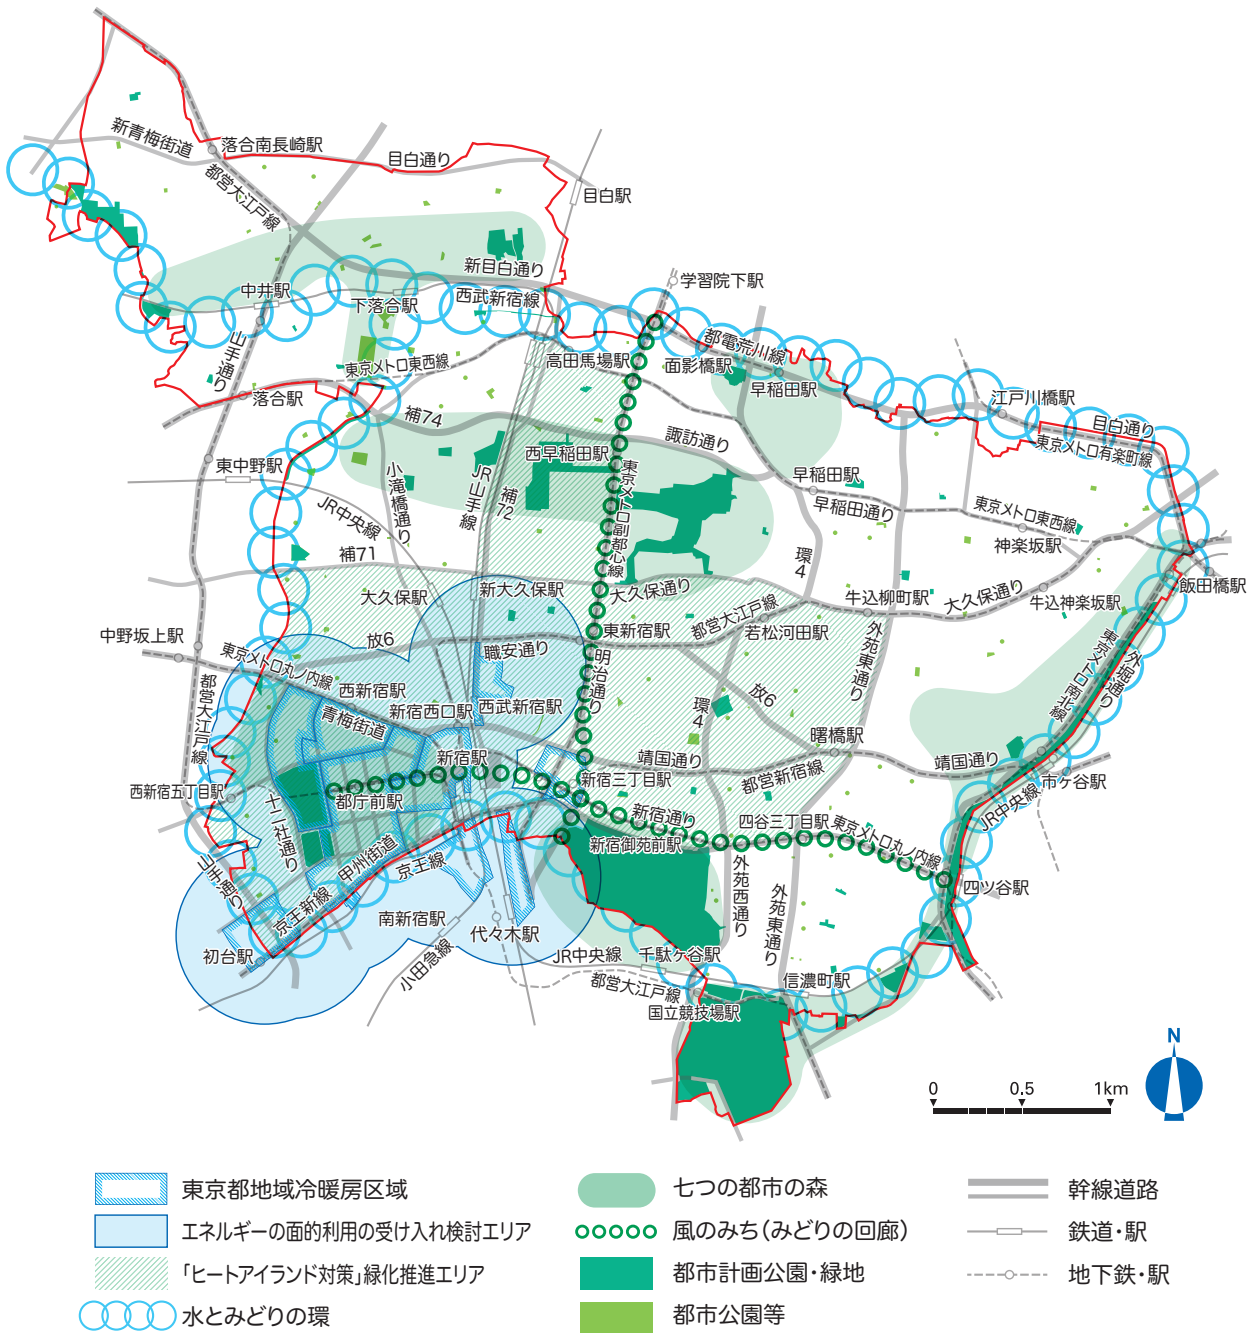 新青梅街道
落合南長崎駅
目白通り
都営大江戸線
目白駅
学習院下駅
新目白通り
中井駅
下落合駅
西武新宿線
山手通り
高田馬場駅
面影橋駅
都電荒川線
早稲田駅
東京メトロ東西線
落合駅
江戸川橋駅
目白通り
東京メトロ有楽町線
補74
諏訪通り
東中野駅
小滝橋通り
JR山手線
西早稲田駅
補72
東京メトロ副都心線
早稲田駅
早稲田通り
東京メトロ東西線
神楽坂駅
JR中央線
補71
環4
飯田橋駅
大久保駅
新大久保駅
大久保通り
牛込柳町駅
大久保通り
牛込神楽坂駅
中野坂上駅
放6
職安通り
東新宿駅
都営大江戸線
若松河田駅
外苑東通り
東京メトロ丸ノ内線
西新宿駅
明治通り
外堀通り
東京メトロ南北線
都営大江戸線
青梅街道
新宿西口駅
西武新宿駅
環4
放6
曙橋駅
新宿駅
靖国通り
靖国通り
西新宿五丁目駅
都庁前駅
新宿三丁目駅
都営新宿線
市ヶ谷駅
十二社通り
新宿通り
四谷三丁目駅
東京メトロ丸ノ内線
JR中央線
山手通り
甲州街道
京王線
新宿御苑前駅
外苑西通り
外苑東通り
四ツ谷駅
京王新線
南新宿駅
代々木駅
初台駅
小田急線
JR中央線
千駄ヶ谷駅
都営大江戸線
信濃町駅
国立競技場駅
N
0 0.5 1km
東京都地域冷暖房区域
エネルギーの面的利用の受け入れ検討エリア
「ヒートアイランド対策」緑化推進エリア
水とみどりの環
七つの都市の森
風のみち(みどりの回廊)
都市計画公園・緑地
都市公園等
幹線道路
鉄道・駅
地下鉄・駅